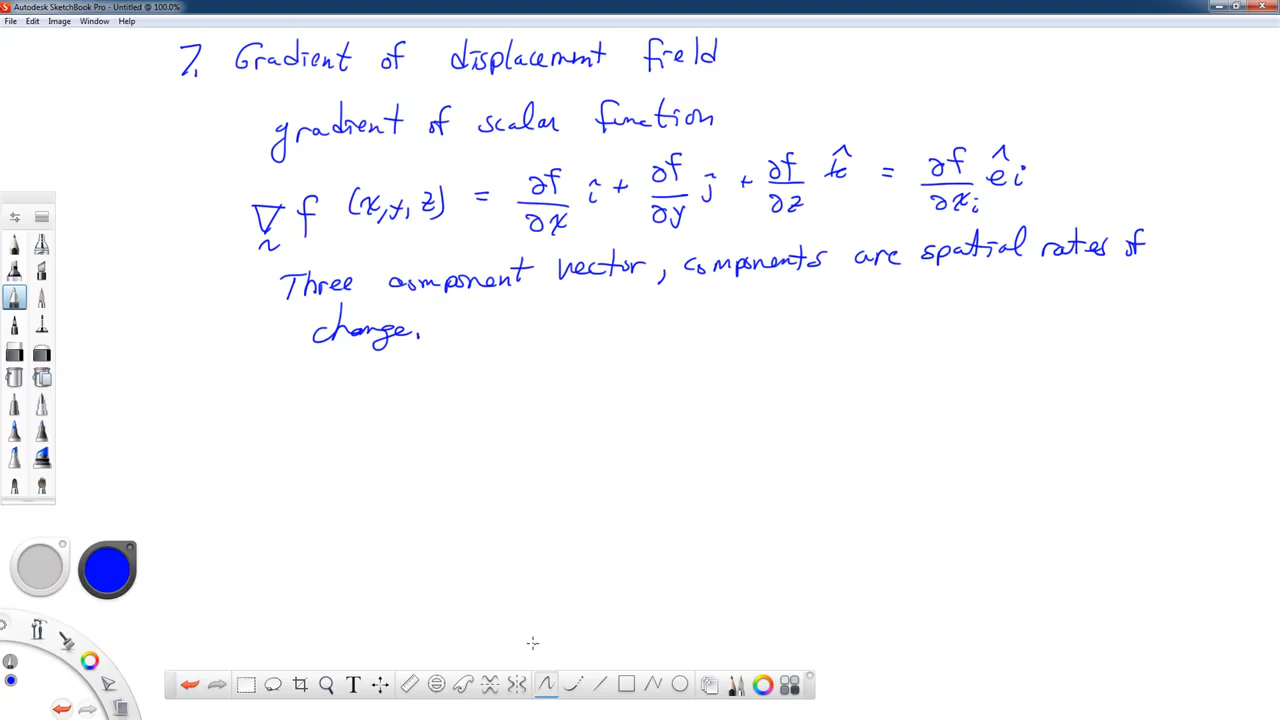 Autodesk SketchBook Pro - Untitled @ 100.0%
File Edit Image Window Help
7. Gradient of displacement field
gradient of scalar function
∇̰ f (x, y, z) = ∂f/∂x î + ∂f/∂y ĵ + ∂f/∂z k̂ = ∂f/∂xᵢ êᵢ
Three component vector, components are spatial rates of
change.
T